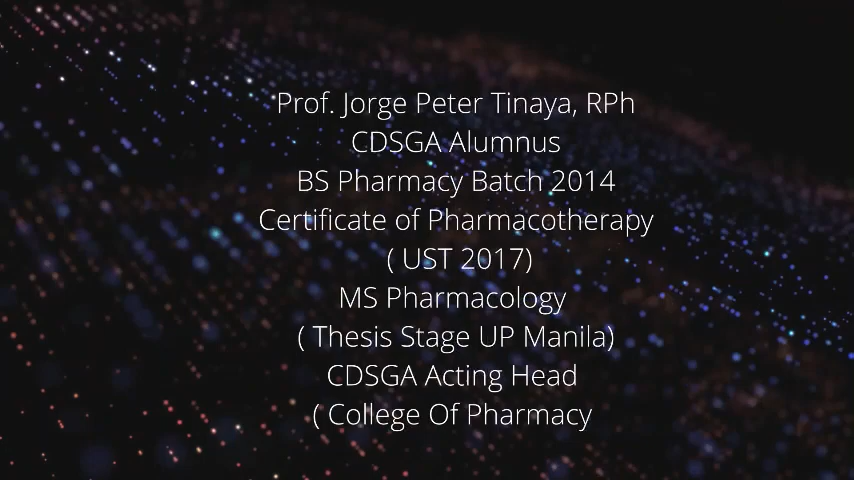 Prof. Jorge Peter Tinaya, RPh
CDSGA Alumnus
BS Pharmacy Batch 2014
Certificate of Pharmacotherapy
( UST 2017)
MS Pharmacology
( Thesis Stage UP Manila)
CDSGA Acting Head
( College Of Pharmacy